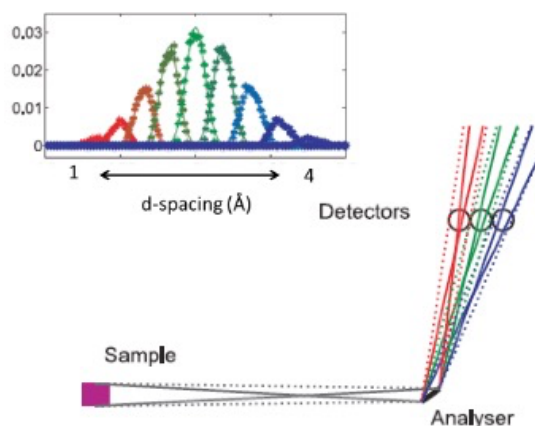 0.03
0.02
0.01
0
1
4
d-spacing (Å)
Detectors
Sample
Analyser